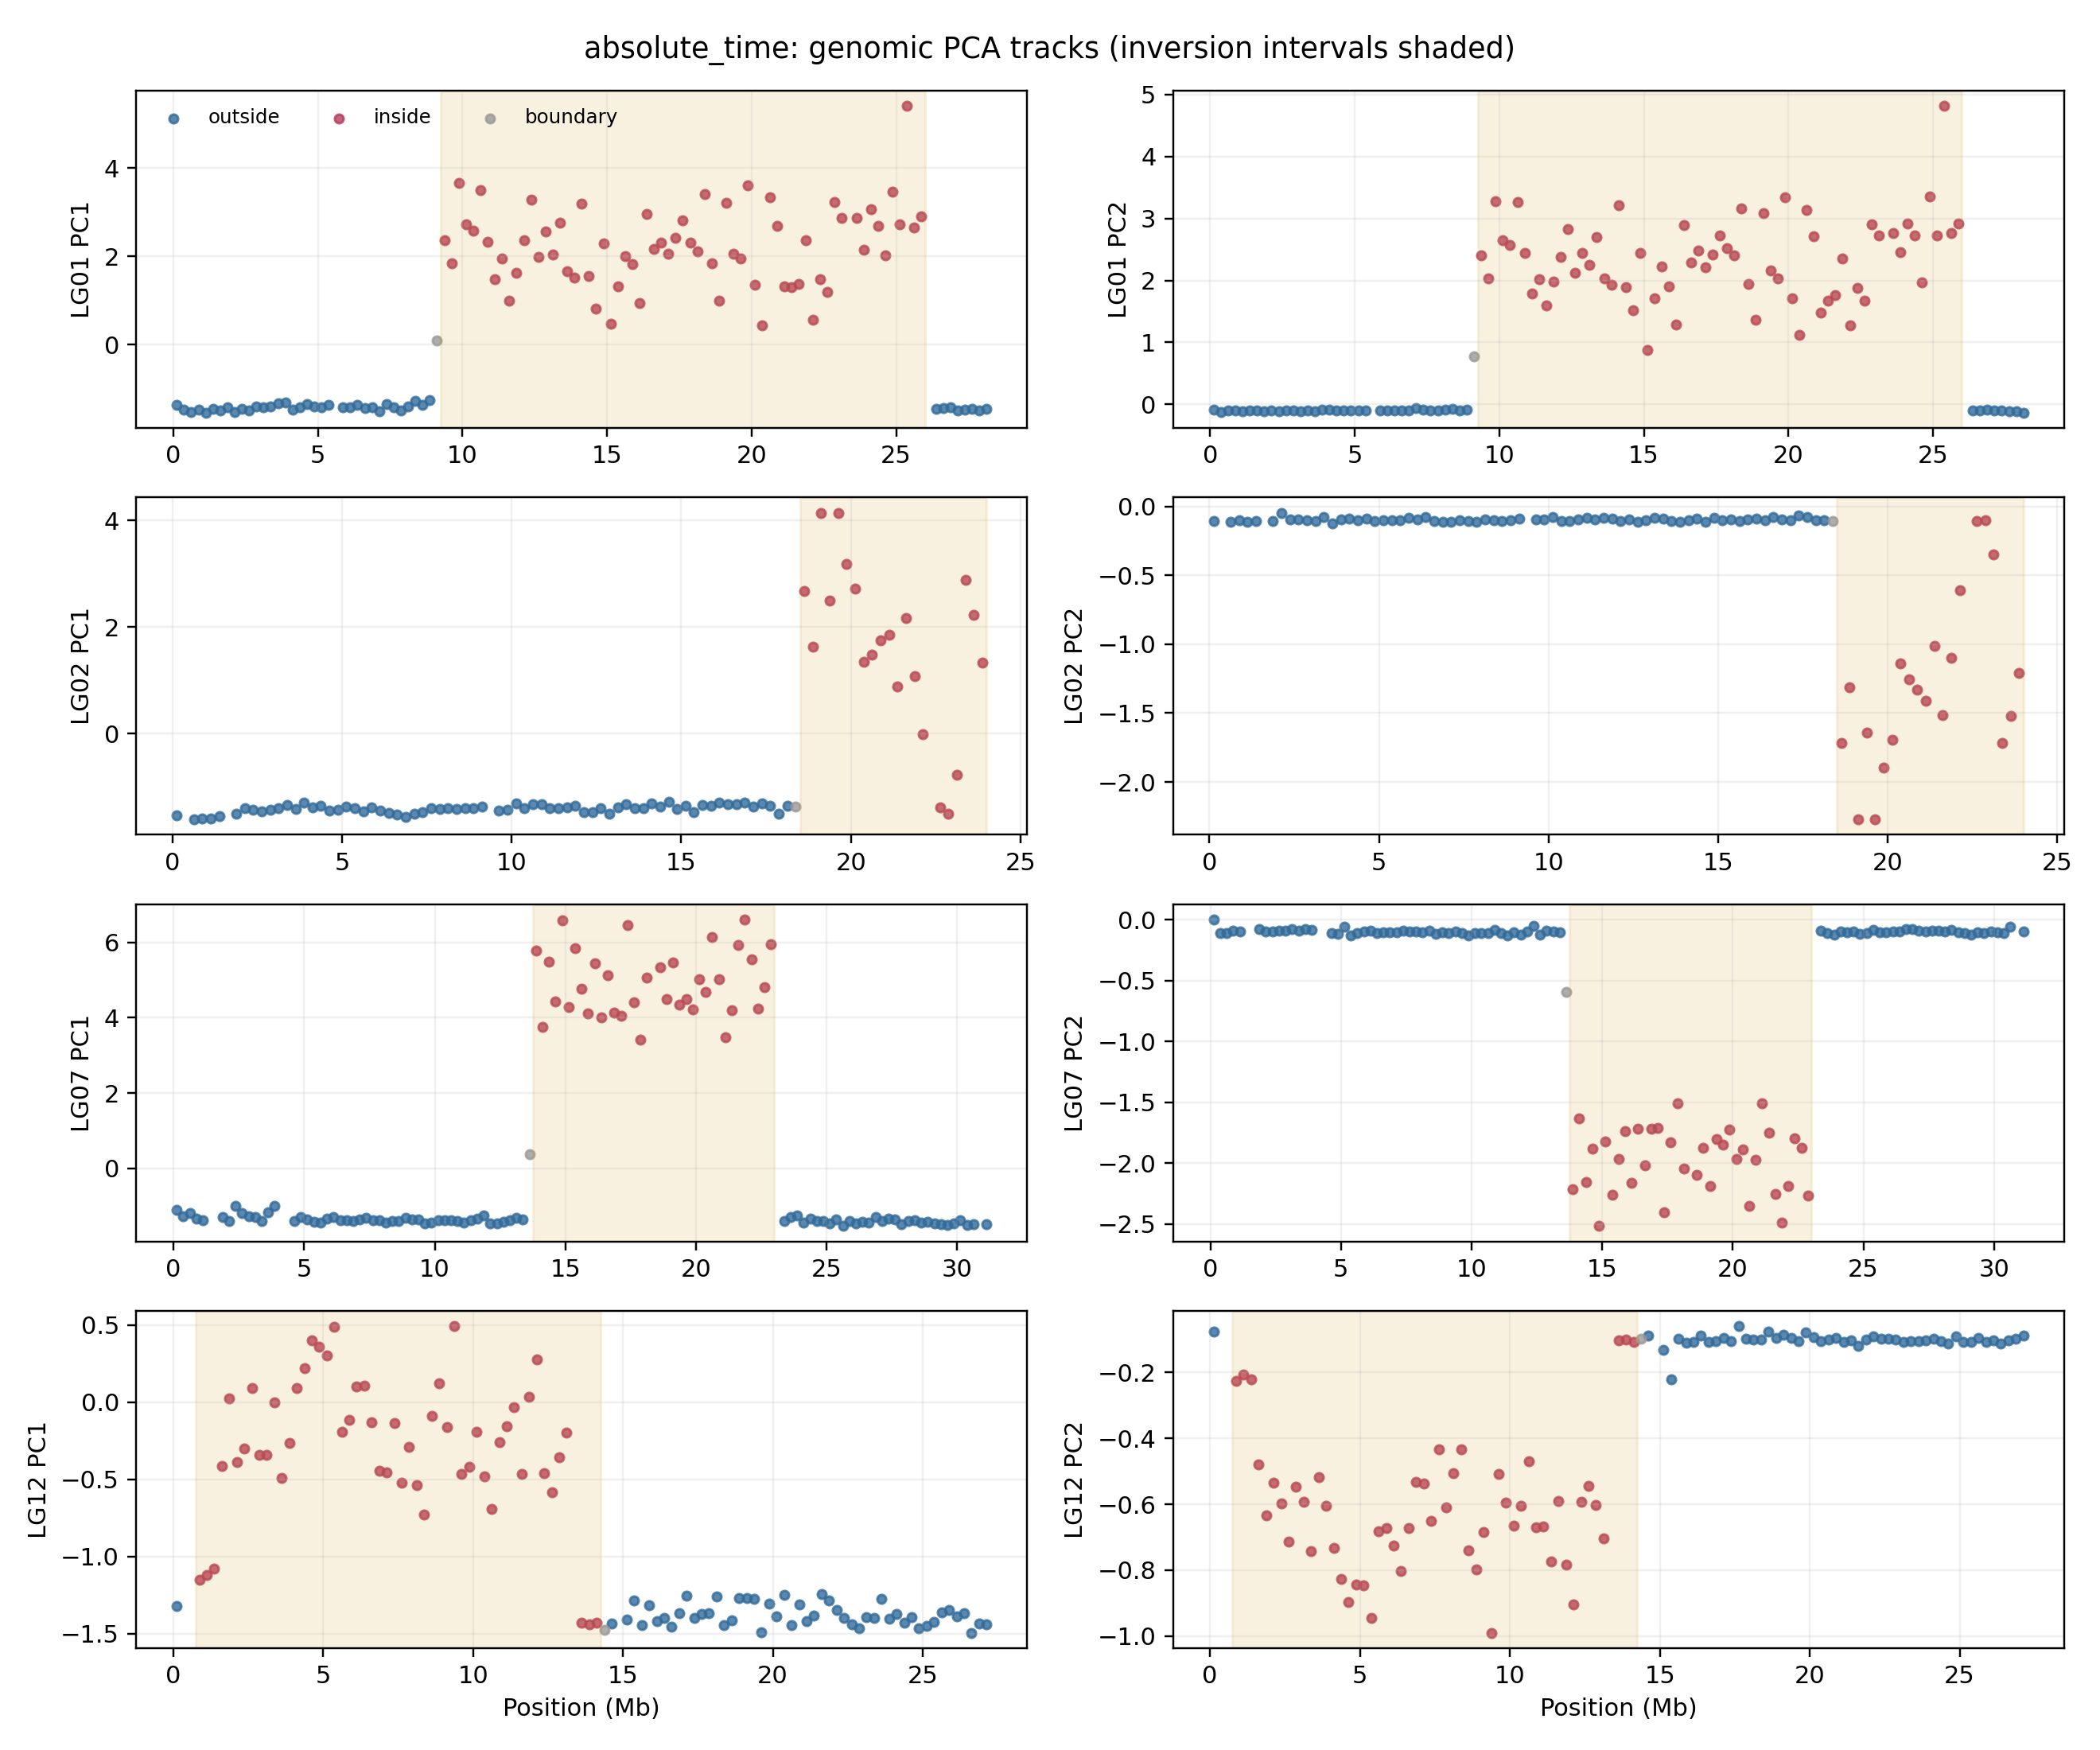 absolute_time: genomic PCA tracks (inversion intervals shaded)
outside inside boundary
LG01 PC1
4
2
0
0 5 10 15 20 25
LG01 PC2
5
4
3
2
1
0
0 5 10 15 20 25
LG02 PC1
4
2
0
0 5 10 15 20 25
LG02 PC2
0.0
−0.5
−1.0
−1.5
−2.0
0 5 10 15 20 25
LG07 PC1
6
4
2
0
0 5 10 15 20 25 30
LG07 PC2
0.0
−0.5
−1.0
−1.5
−2.0
−2.5
0 5 10 15 20 25 30
LG12 PC1
0.5
0.0
−0.5
−1.0
−1.5
0 5 10 15 20 25
Position (Mb)
LG12 PC2
−0.2
−0.4
−0.6
−0.8
−1.0
0 5 10 15 20 25
Position (Mb)